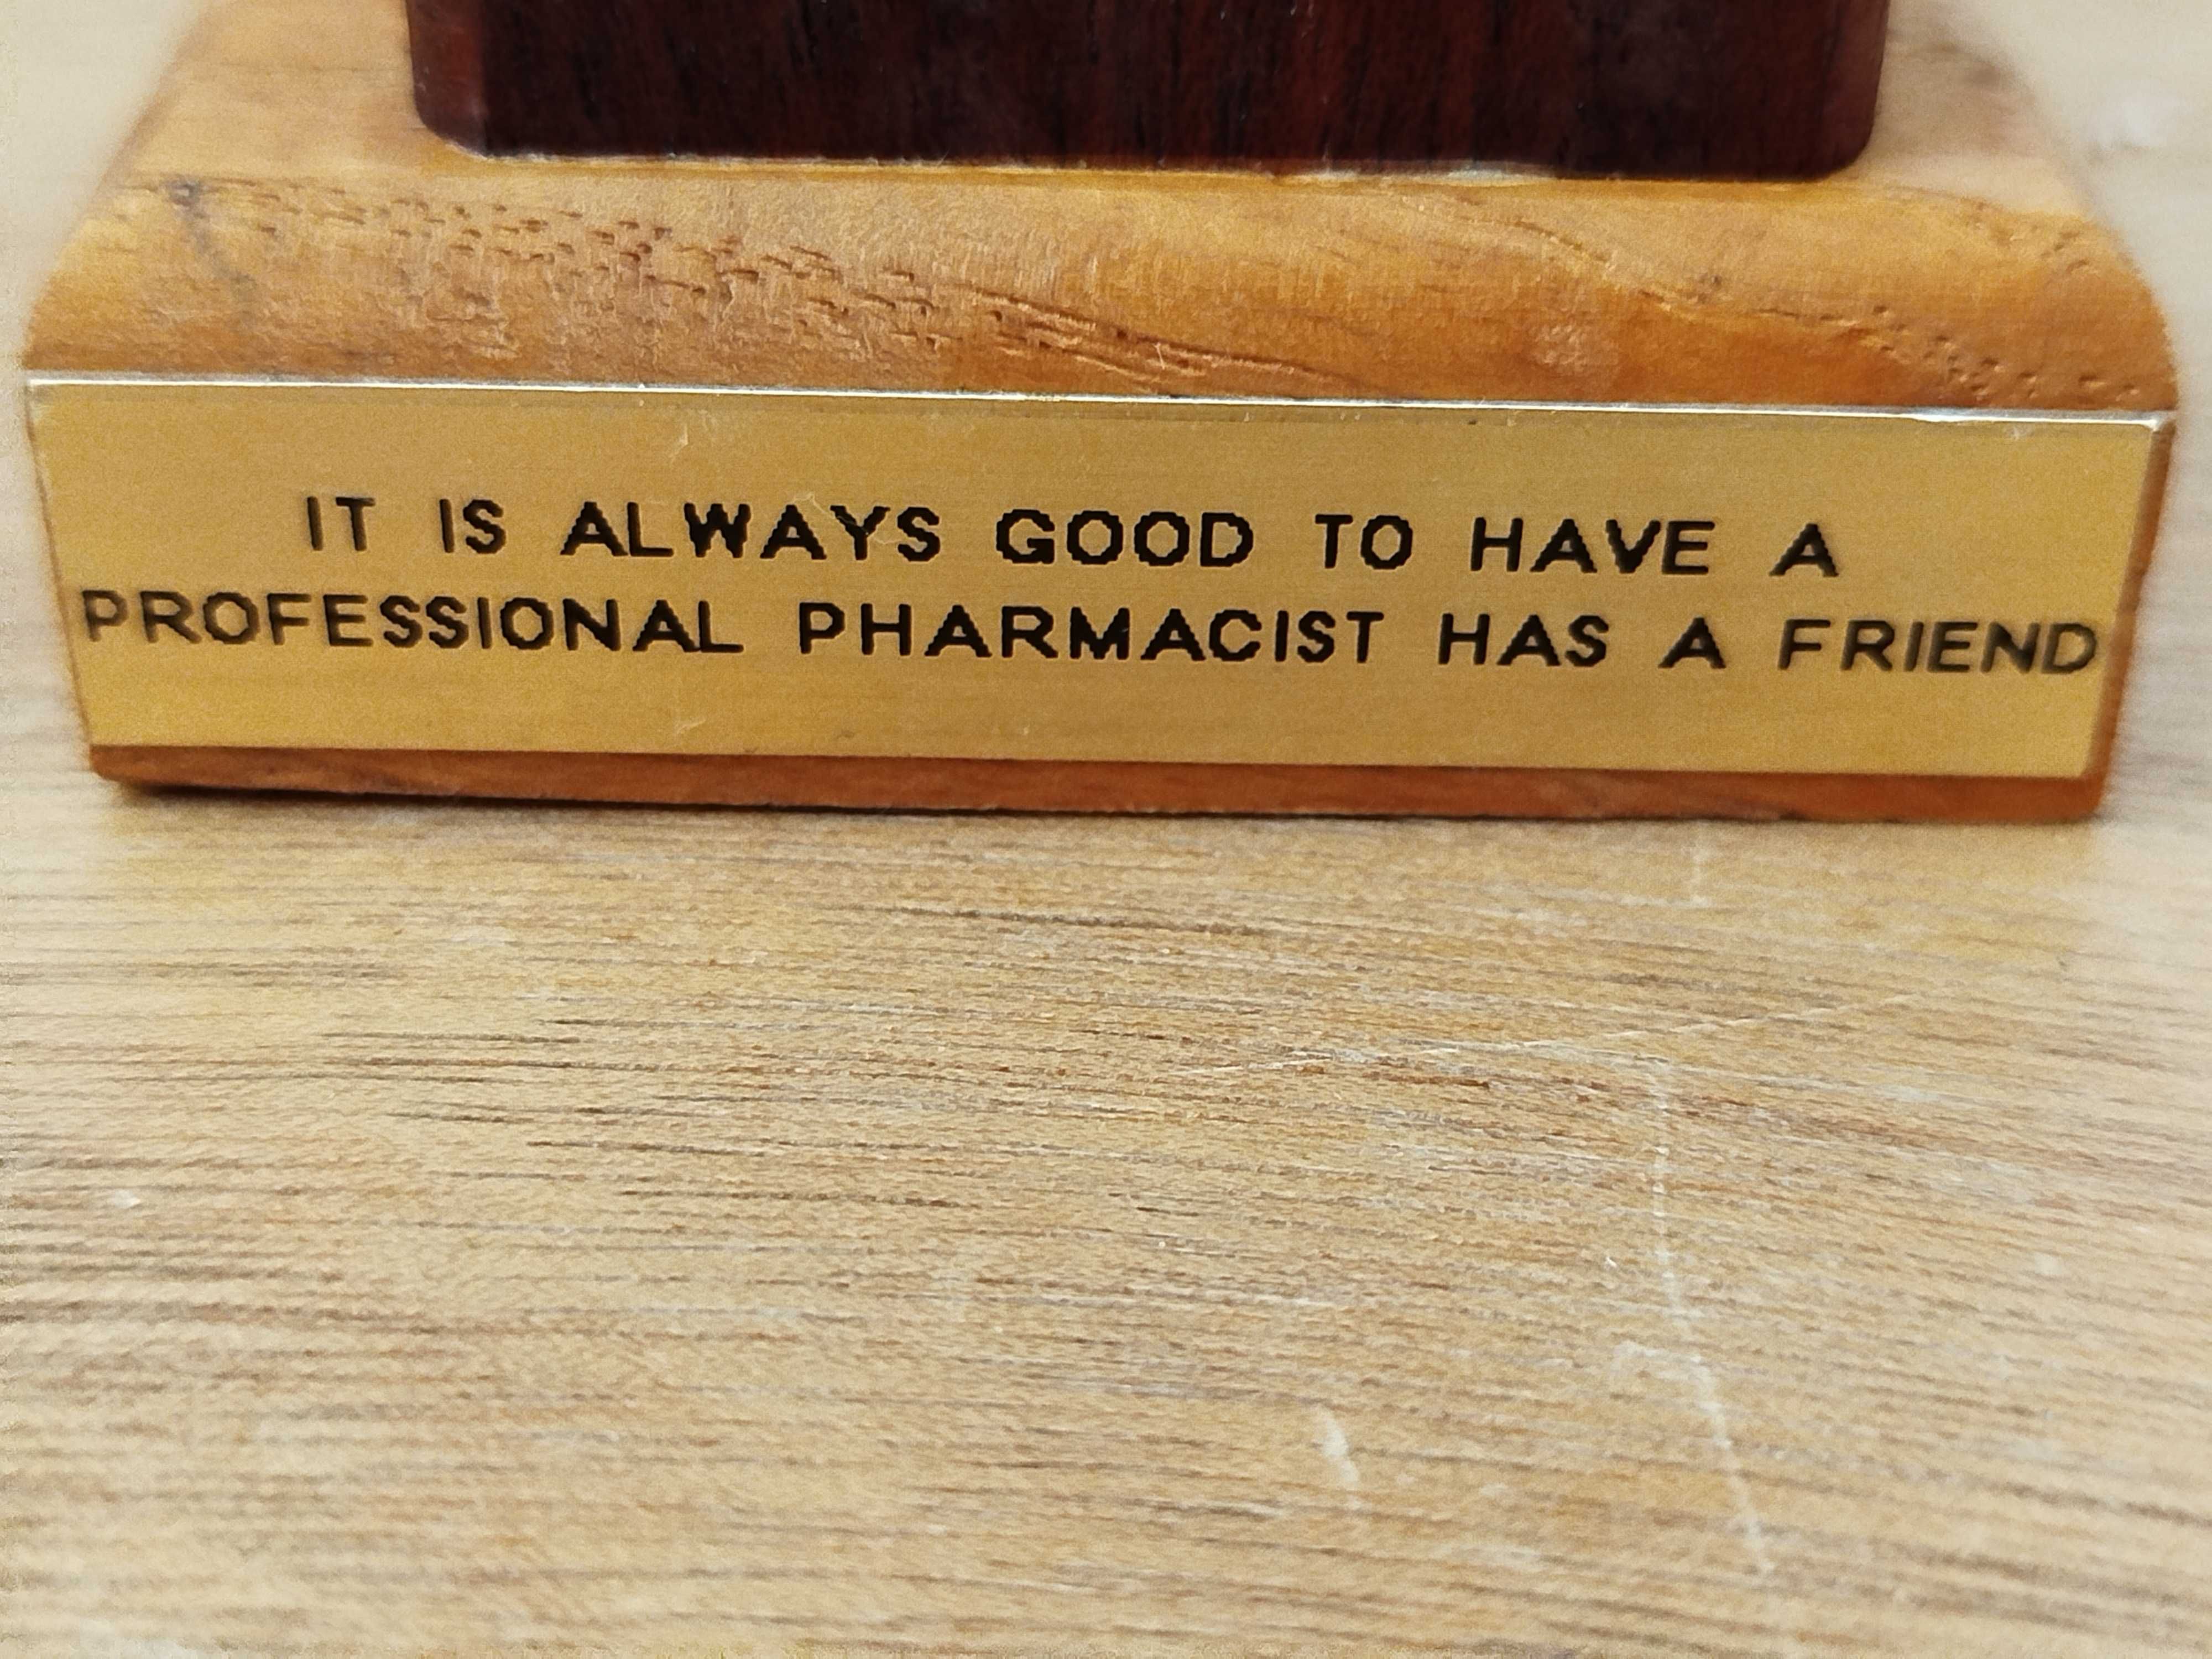 IT IS ALWAYS GOOD TO HAVE A
PROFESSIONAL PHARMACIST HAS A FRIEND